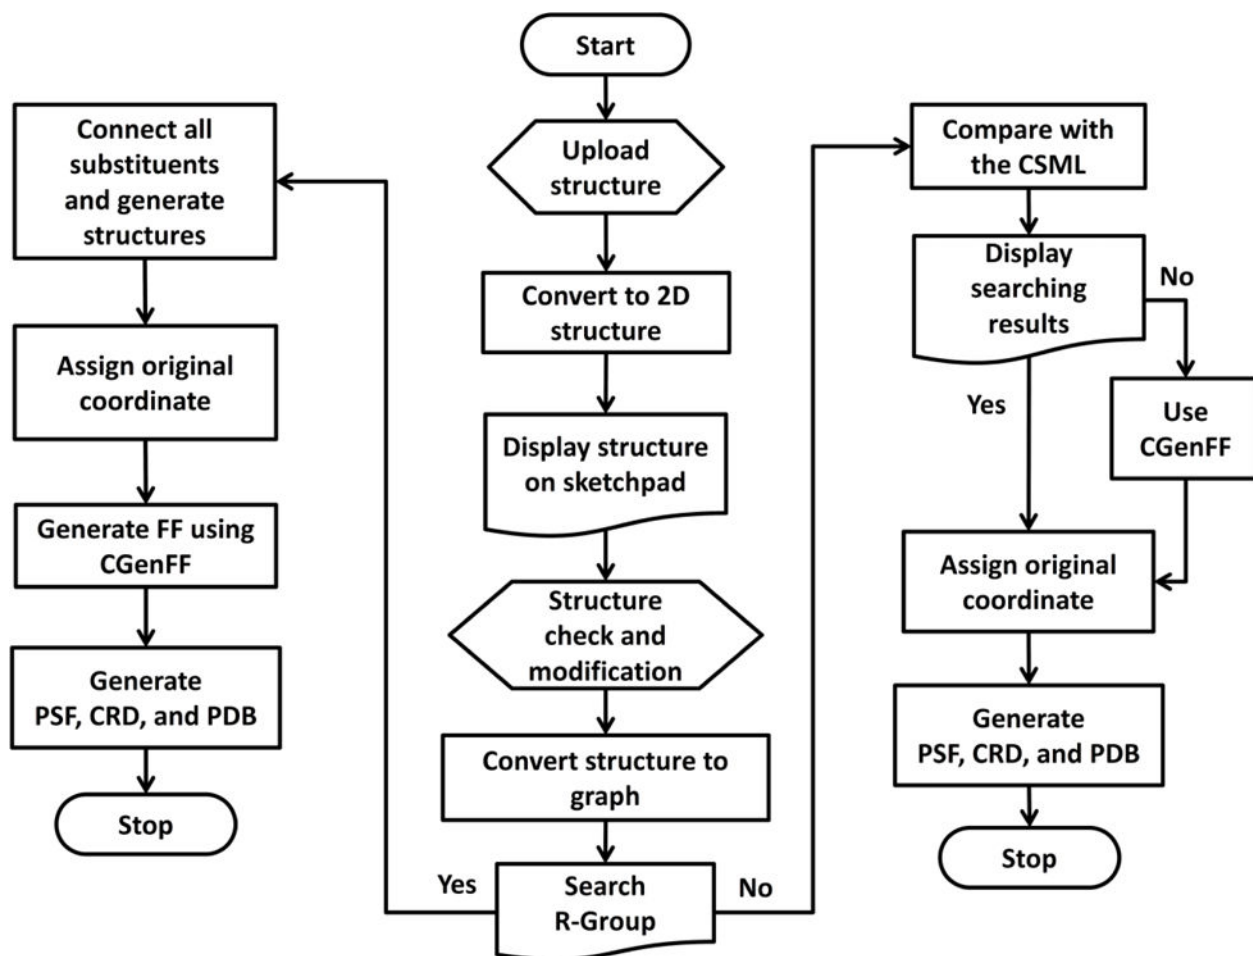 Start
Upload
structure
Convert to 2D
structure
Display structure
on sketchpad
Structure
check and
modification
Convert structure to
graph
Search
R-Group
Yes
No
Connect all
substituents
and generate
structures
Assign original
coordinate
Generate FF using
CGenFF
Generate
PSF, CRD, and PDB
Stop
Compare with
the CSML
Display
searching
results
No
Yes
Use
CGenFF
Assign original
coordinate
Generate
PSF, CRD, and PDB
Stop